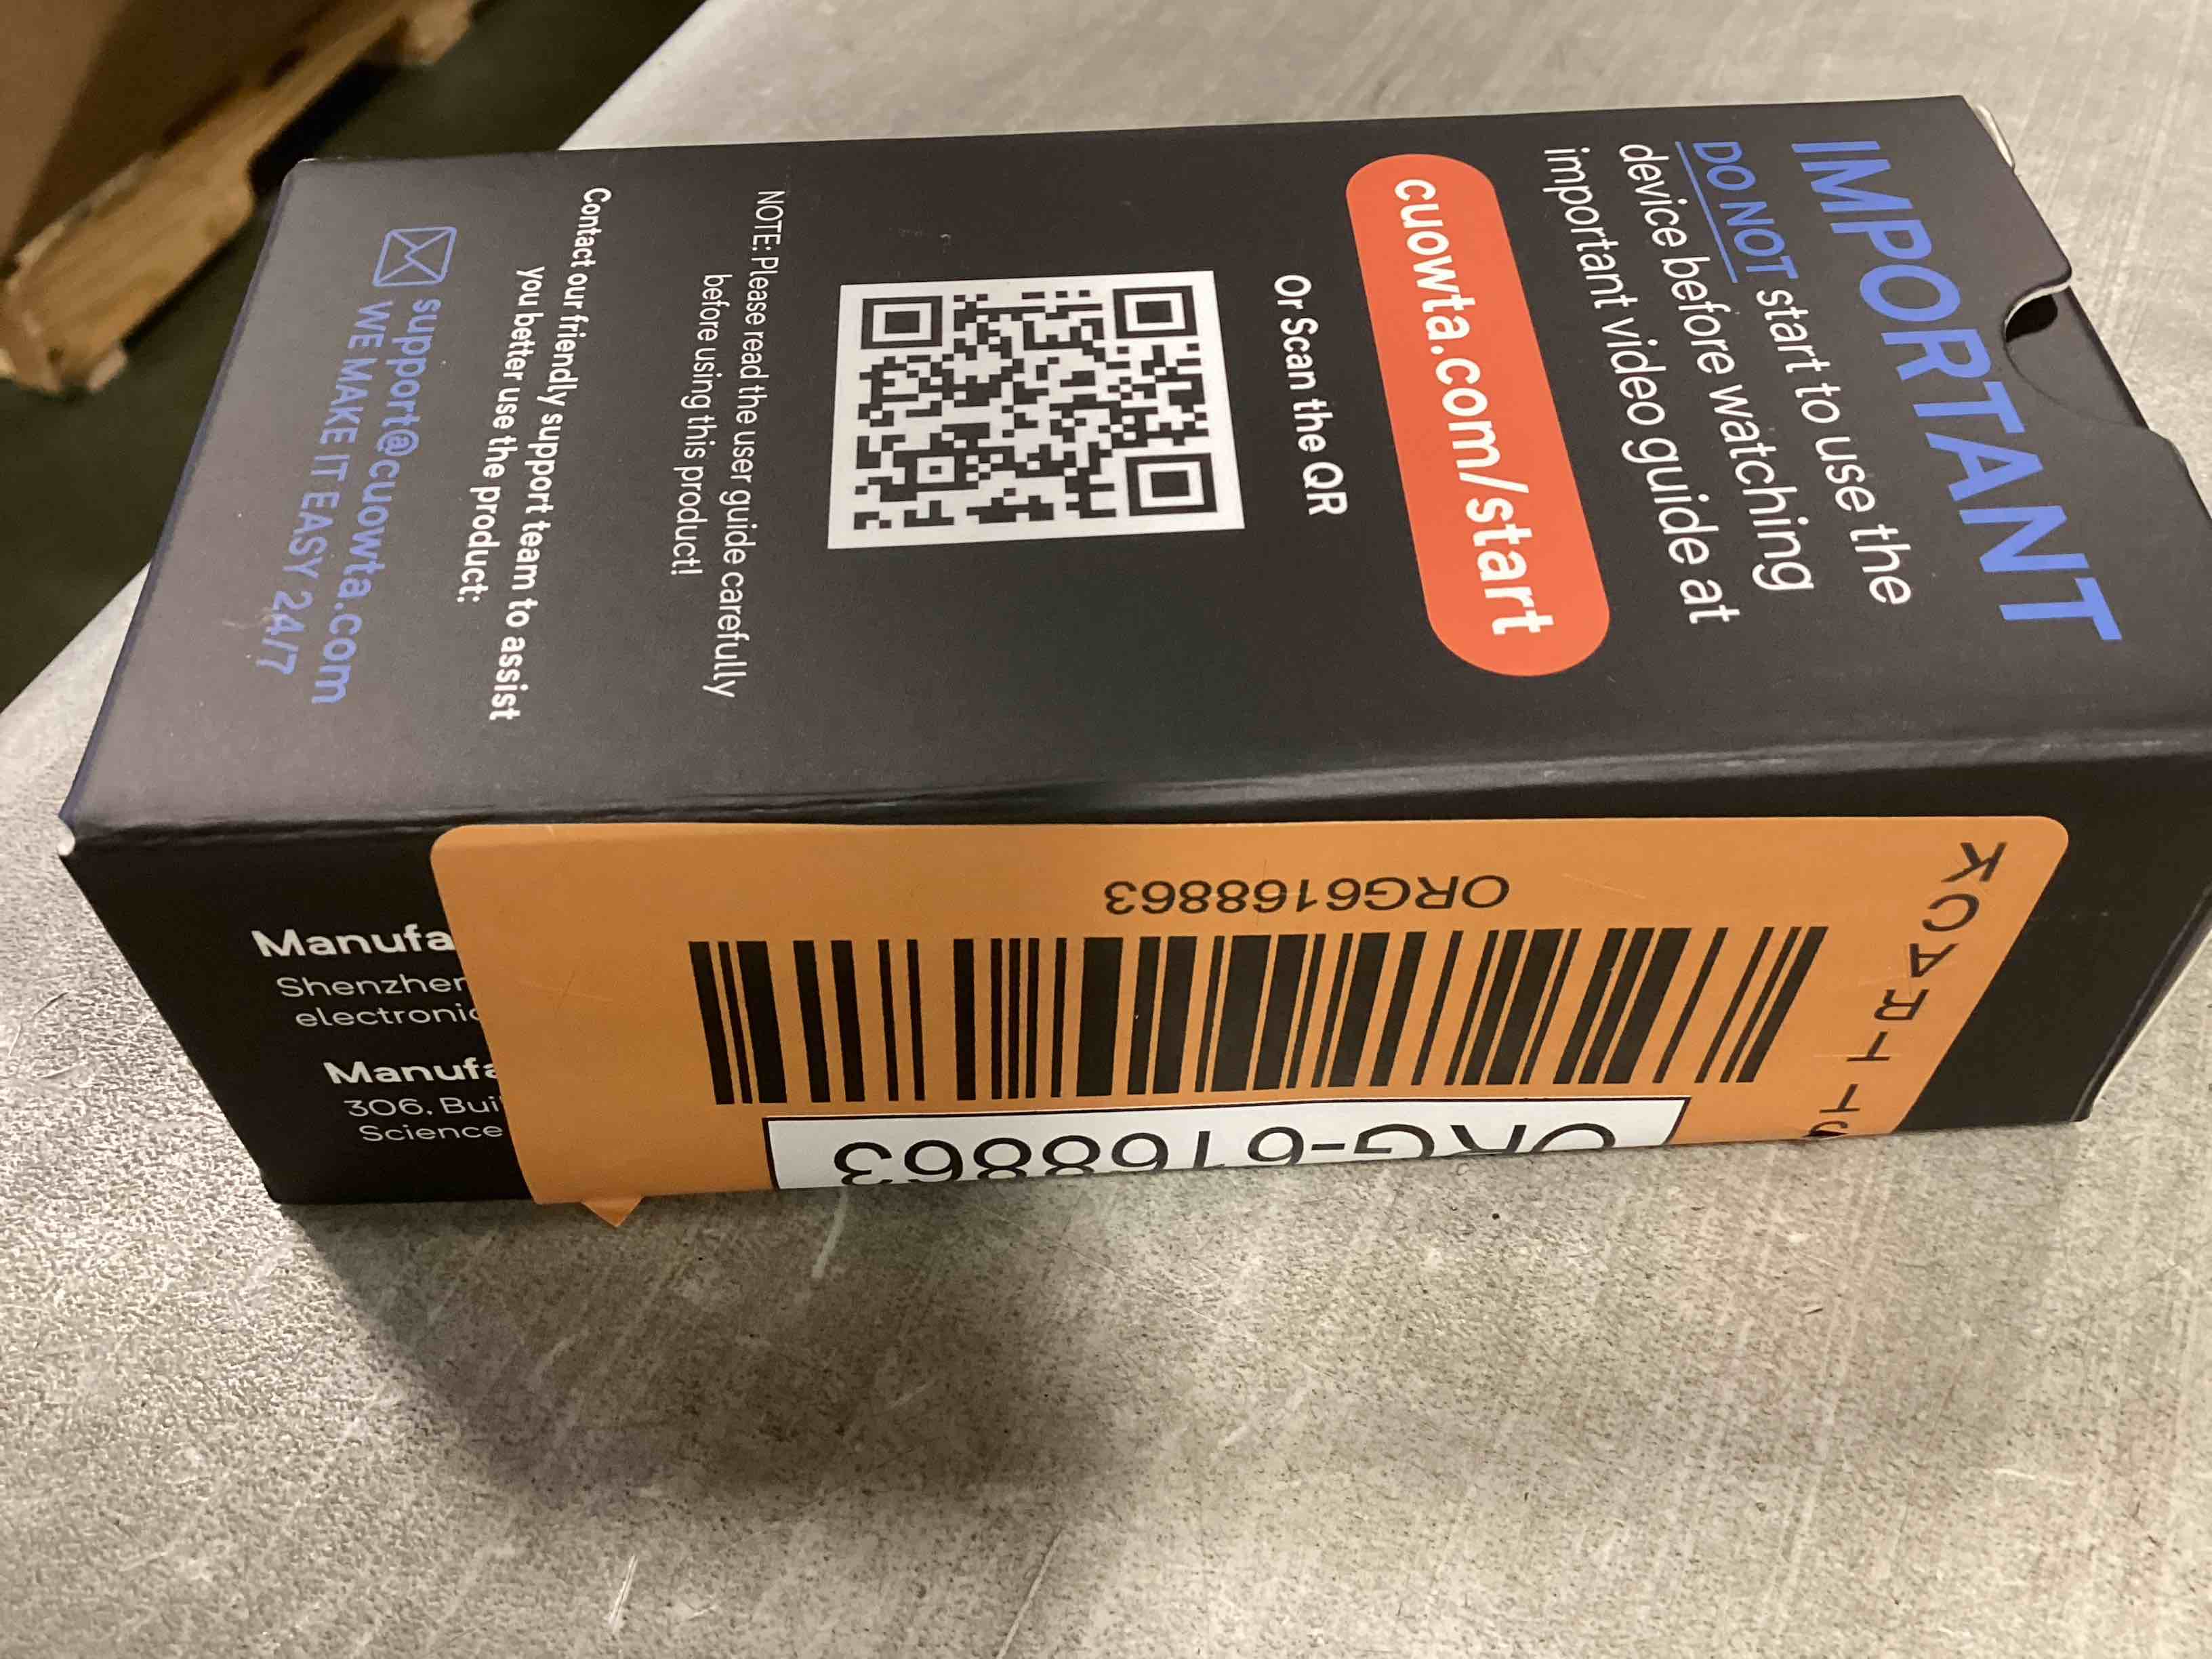 IMPORTANT
DO NOT start to use the
device before watching
important video guide at
cuowta.com/start
Or Scan the QR
NOTE: Please read the user guide carefully
before using this product!
Contact our friendly support team to assist
you better use the product:
support@cuowta.com
WE MAKE IT EASY 24/7
ORG6168863
ORG-6168863
KCART
Manufa
Shenzhen
electronic
Manufa
306, Buil
Science